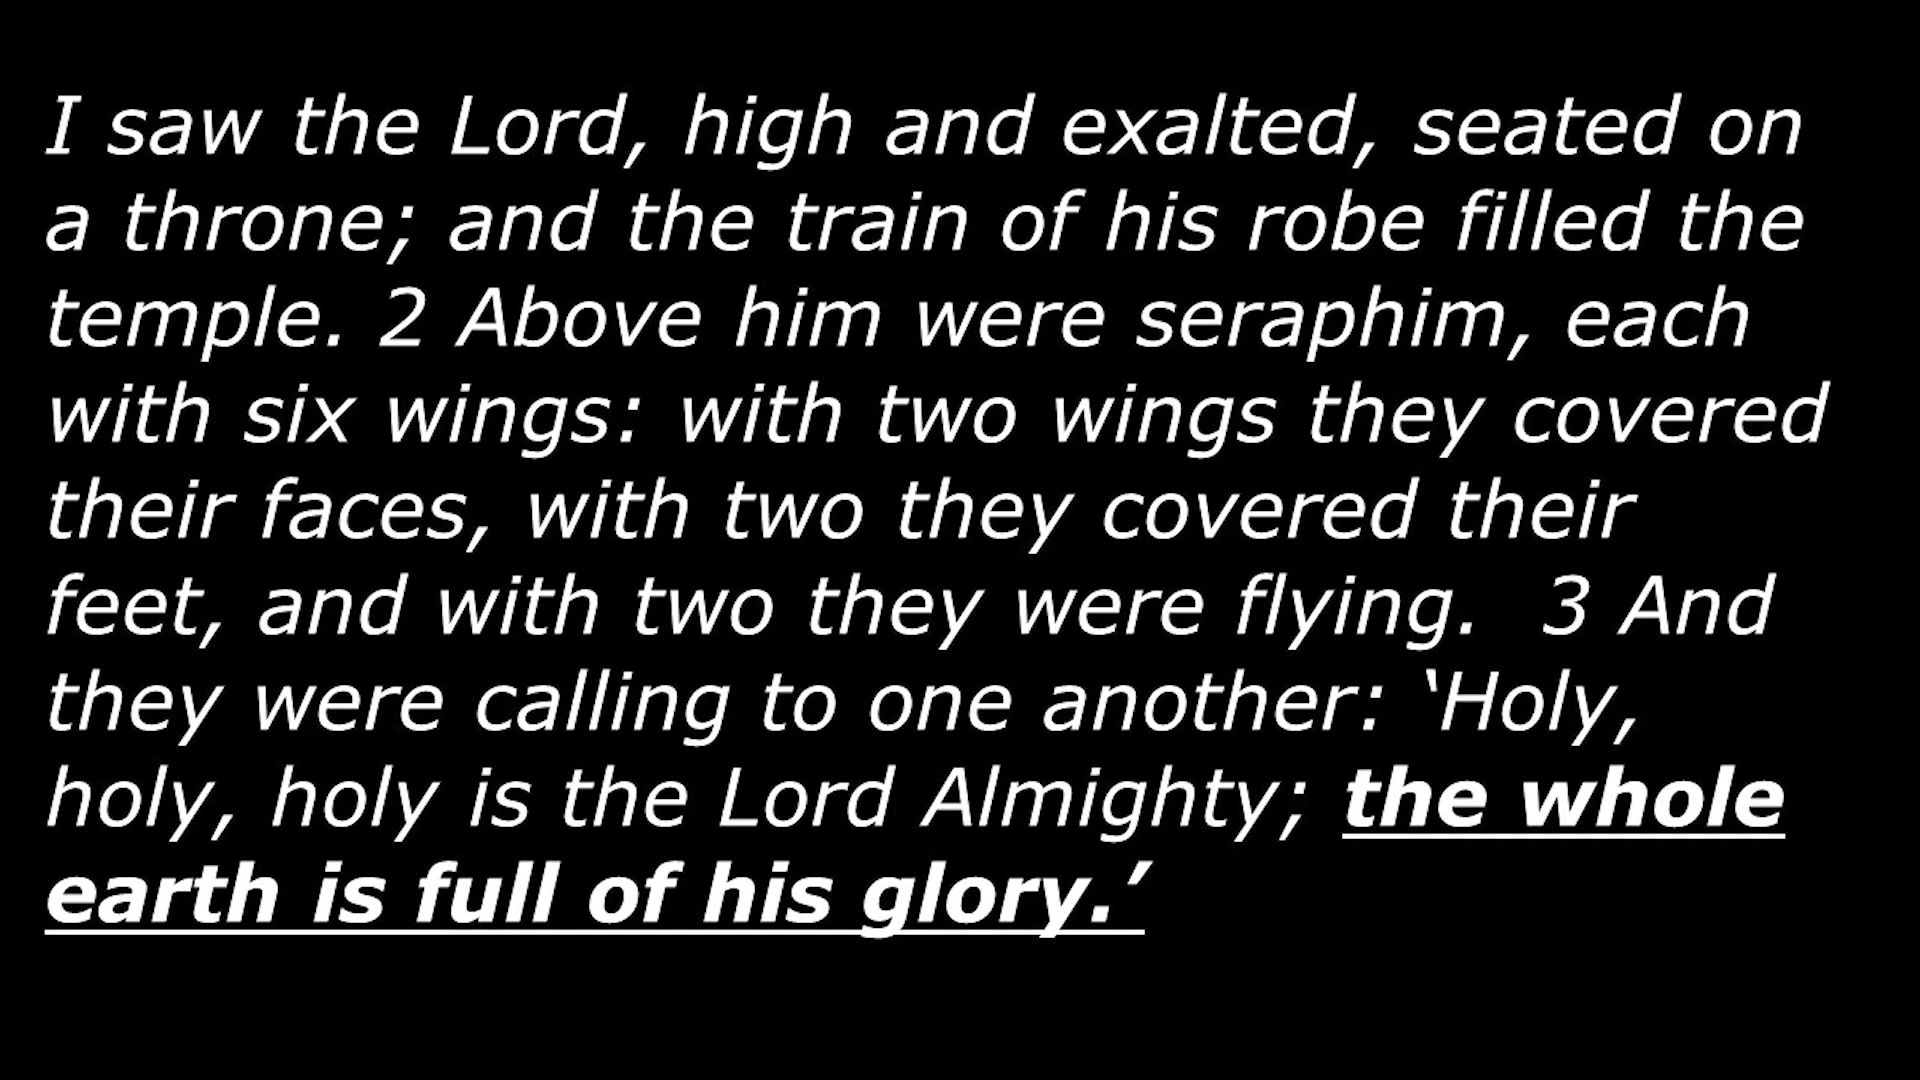 I saw the Lord, high and exalted, seated on
a throne; and the train of his robe filled the
temple. 2 Above him were seraphim, each
with six wings: with two wings they covered
their faces, with two they covered their
feet, and with two they were flying.  3 And
they were calling to one another: ‘Holy,
holy, holy is the Lord Almighty; the whole
earth is full of his glory.’